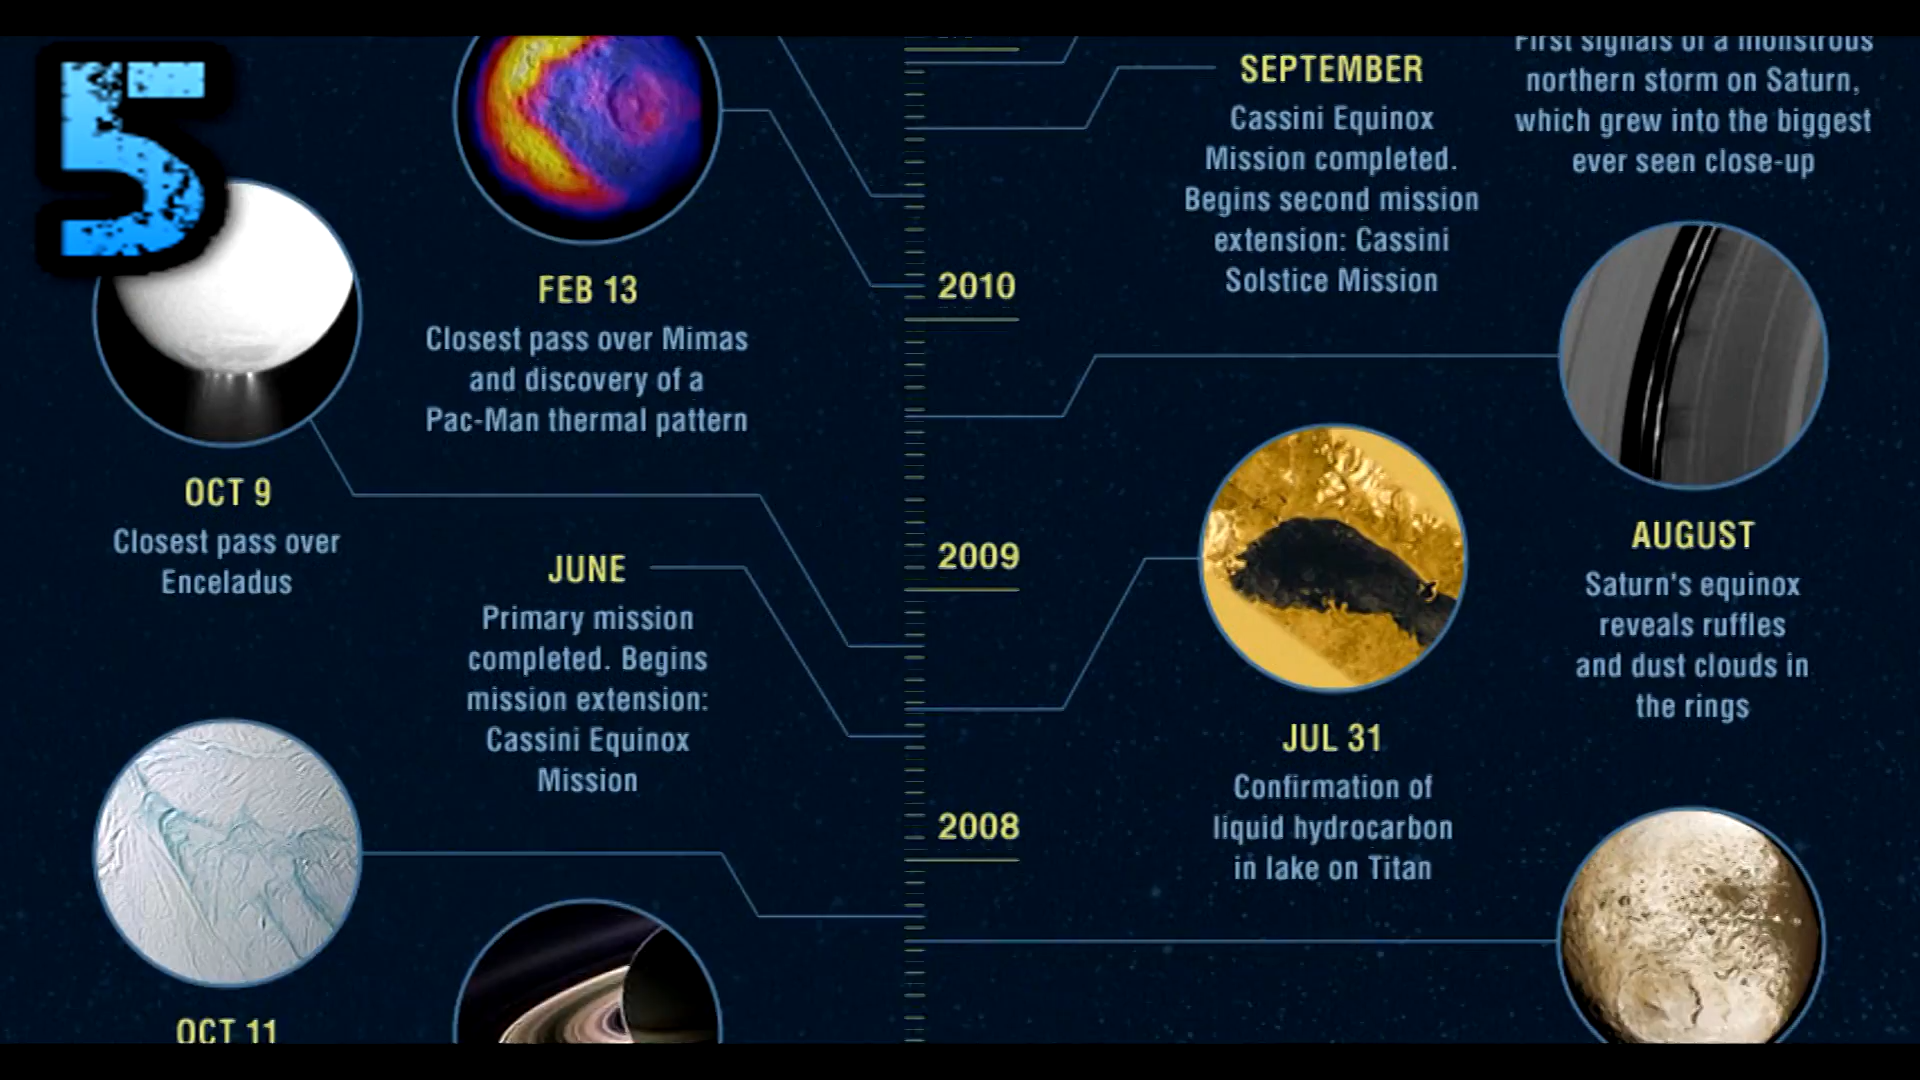 5
SEPTEMBER
Cassini Equinox
Mission completed.
Begins second mission
extension: Cassini
Solstice Mission
First signals of a monstrous
northern storm on Saturn,
which grew into the biggest
ever seen close-up
FEB 13
Closest pass over Mimas
and discovery of a
Pac-Man thermal pattern
2010
OCT 9
Closest pass over
Enceladus
JUNE
Primary mission
completed. Begins
mission extension:
Cassini Equinox
Mission
2009
AUGUST
Saturn's equinox
reveals ruffles
and dust clouds in
the rings
JUL 31
Confirmation of
liquid hydrocarbon
in lake on Titan
2008
OCT 11